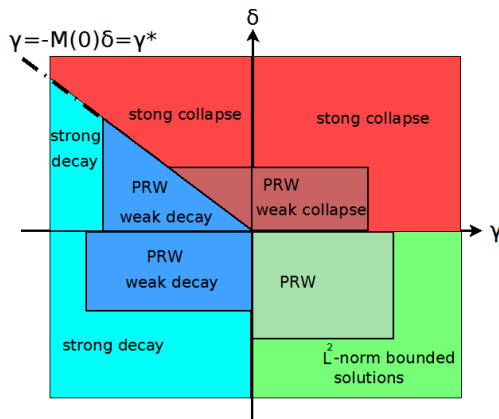 δ
γ=-M(0)δ=γ*
stong collapse
stong collapse
strong
decay
PRW
weak decay
PRW
weak collapse
γ
PRW
weak decay
PRW
strong decay
L²-norm bounded
solutions